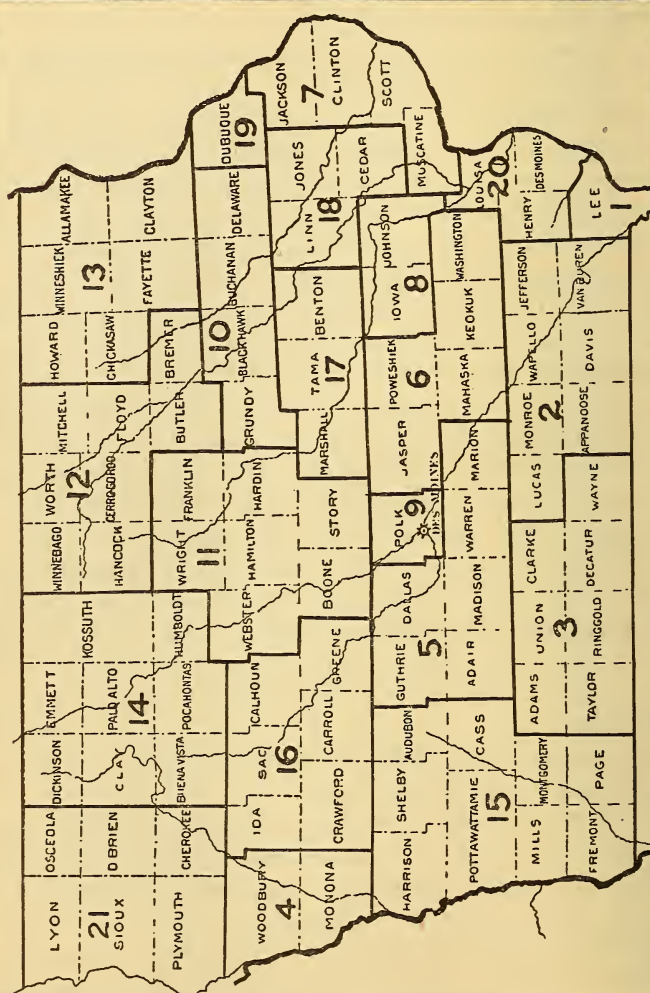 LYON
OSCEOLA
DICKINSON
EMMETT
KOSSUTH
WINNEBAGO
WORTH
MITCHELL
HOWARD
WINNESHIEK
ALLAMAKEE
21
SIOUX
O BRIEN
CLAY
PALO ALTO
14
HANCOCK
12
CERRO GORDO
FLOYD
CHICKASAW
13
PLYMOUTH
CHEROKEE
BUENA VISTA
POCAHONTAS
HUMBOLDT
WRIGHT
11
FRANKLIN
BUTLER
BREMER
FAYETTE
CLAYTON
WOODBURY
4
IDA
SAC
16
CALHOUN
WEBSTER
HAMILTON
HARDIN
GRUNDY
BLACKHAWK
10
BUCHANAN
DELAWARE
DUBUQUE
19
MONONA
CRAWFORD
CARROLL
GREENE
BOONE
STORY
MARSHALL
TAMA
17
BENTON
LINN
18
JONES
JACKSON
7
CLINTON
CEDAR
SCOTT
HARRISON
SHELBY
AUDUBON
GUTHRIE
5
DALLAS
POLK
9
DES MOINES
JASPER
POWESHIEK
6
IOWA
8
JOHNSON
MUSCATINE
POTTAWATTAMIE
15
CASS
ADAIR
MADISON
WARREN
MARION
MAHASKA
KEOKUK
WASHINGTON
LOUISA
20
MILLS
MONTGOMERY
ADAMS
UNION
3
CLARKE
LUCAS
MONROE
2
WAPELLO
JEFFERSON
HENRY
DESMOINES
FREMONT
PAGE
TAYLOR
RINGGOLD
DECATUR
WAYNE
APPANOOSE
DAVIS
VAN BUREN
LEE
1